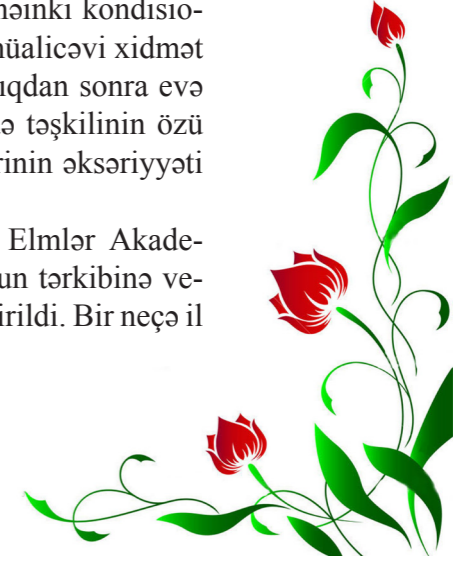 nəinki kondisio-
müalicəvi xidmət
ıqdan sonra evə
ə təşkilinin özü
rinin əksəriyyəti
Elmlər Akade-
un tərkibinə ve-
irildi. Bir neçə il